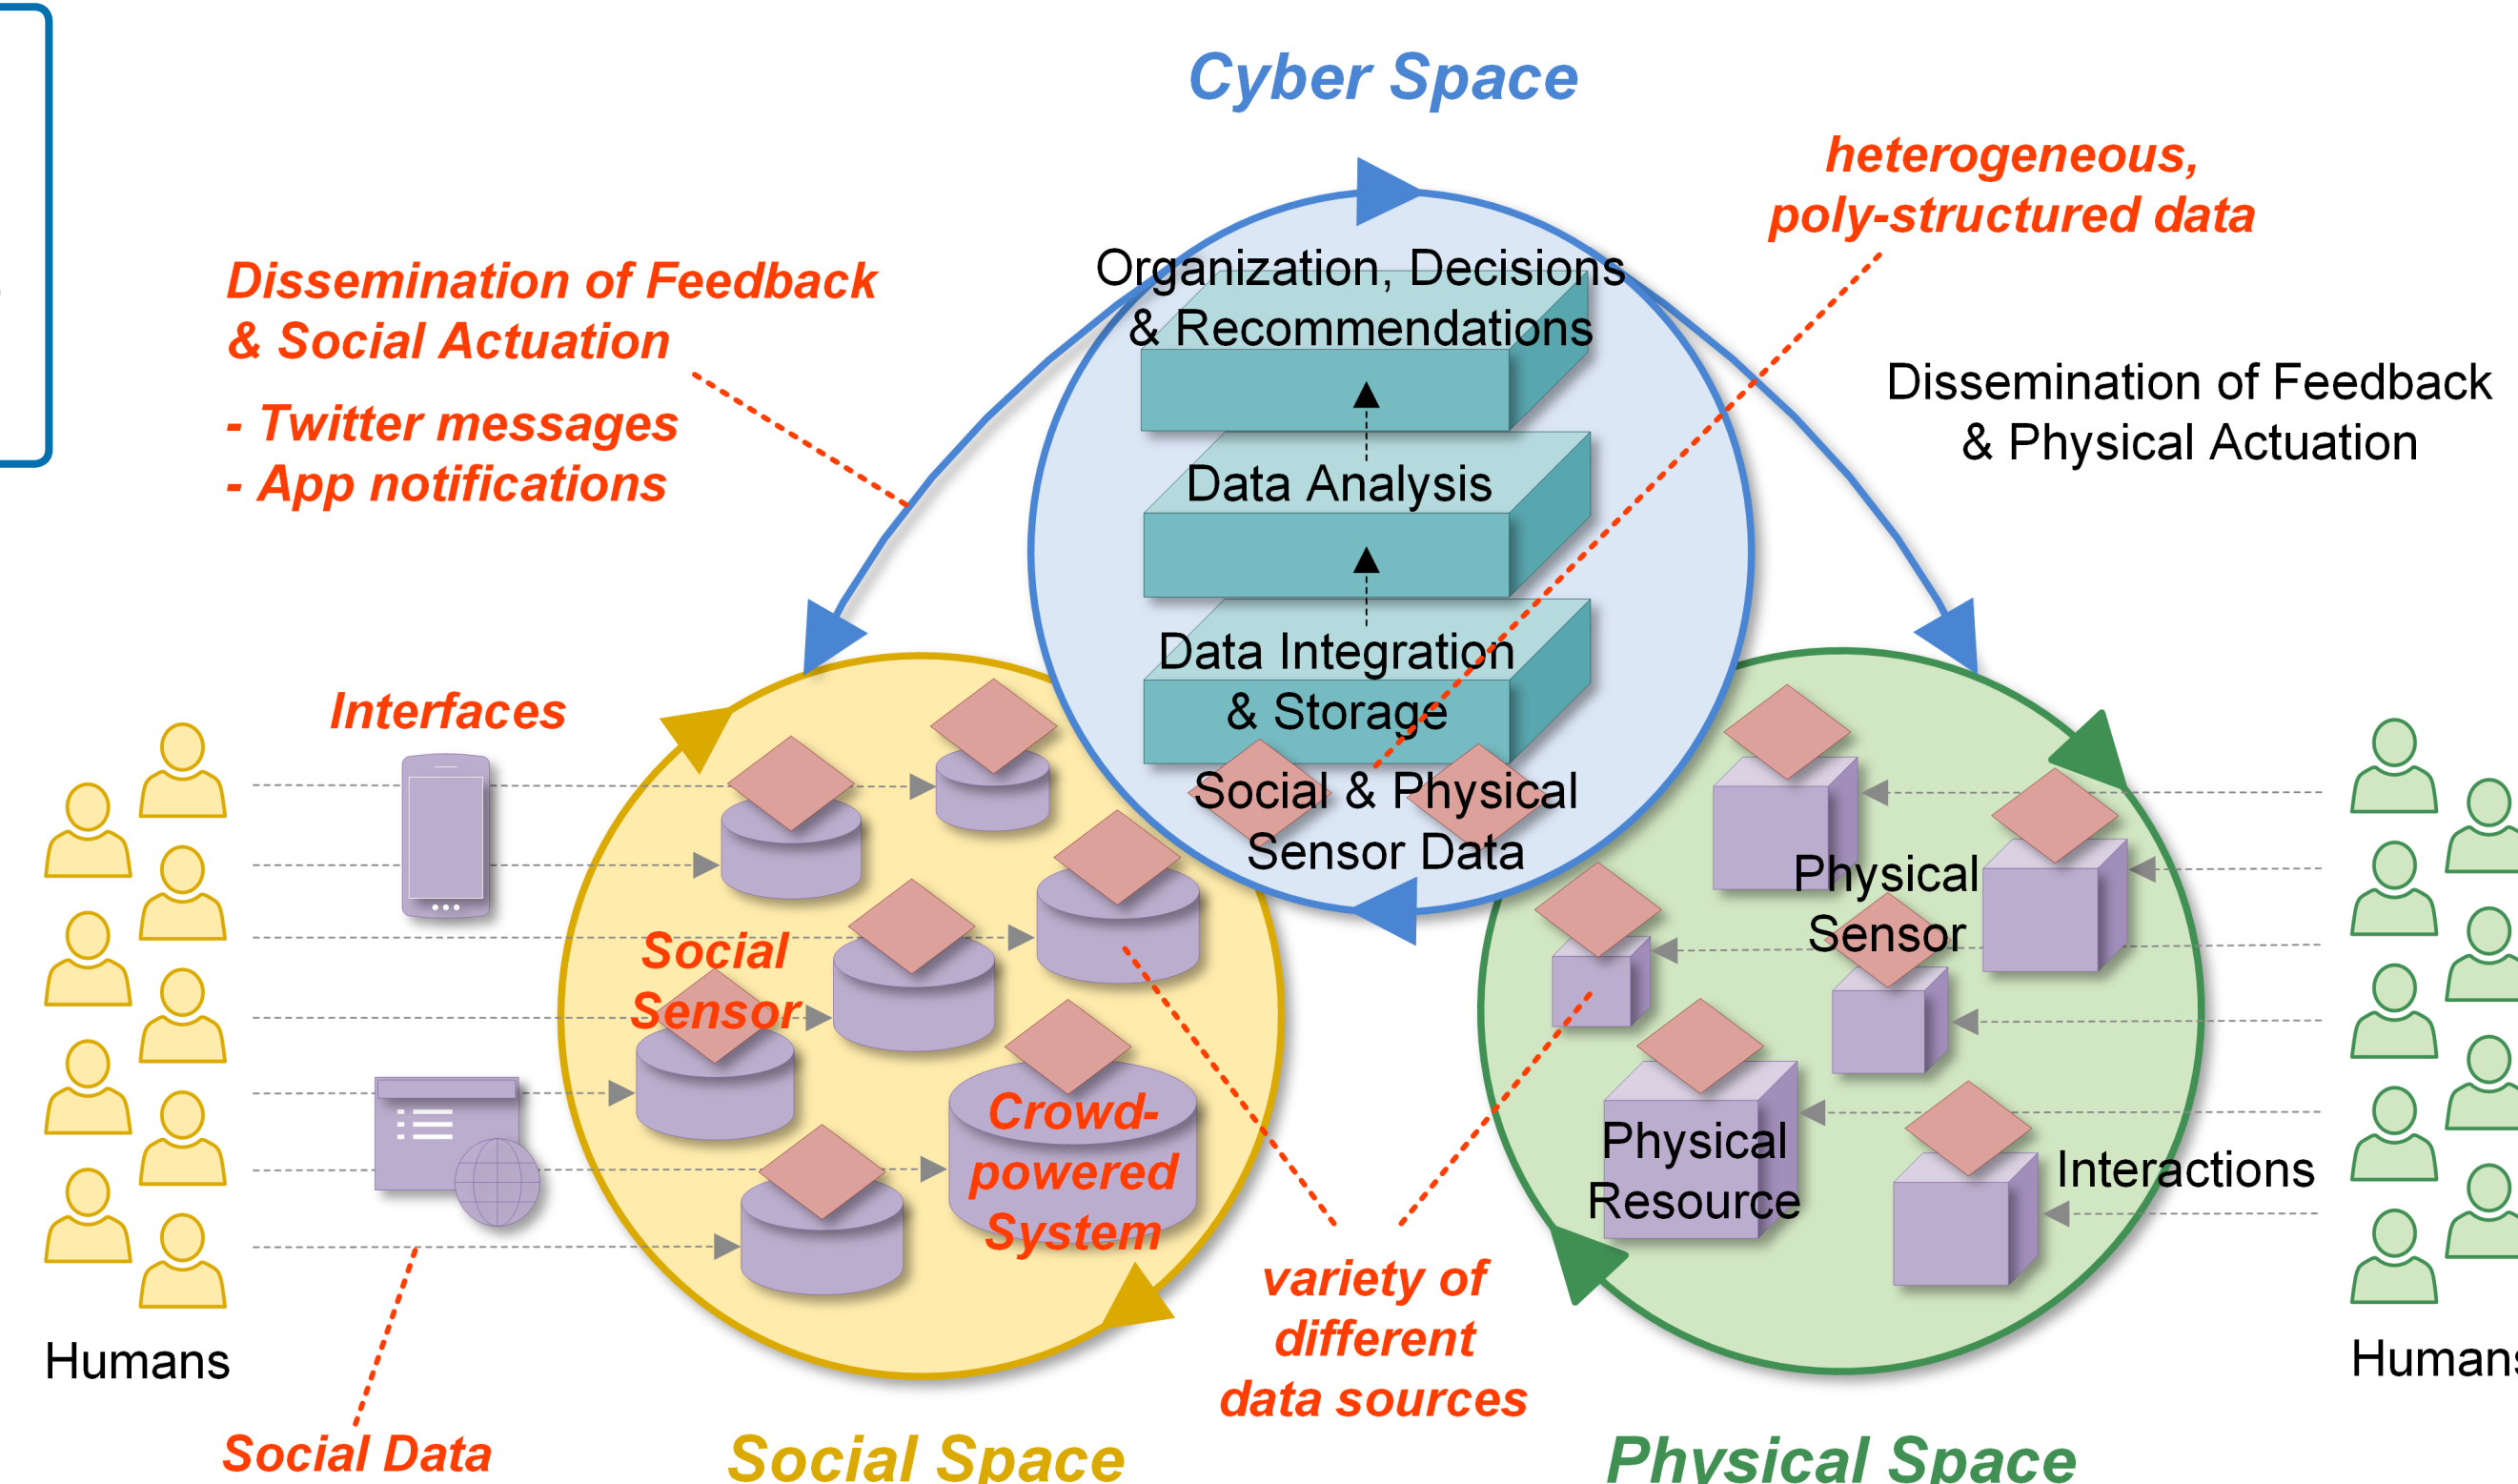 Cyber Space
heterogeneous,
poly-structured data
Dissemination of Feedback
& Social Actuation
- Twitter messages
- App notifications
Organization, Decisions
& Recommendations
Dissemination of Feedback
& Physical Actuation
Data Analysis
Data Integration
& Storage
Social & Physical
Sensor Data
Interfaces
Social
Sensor
Crowd-
powered
System
Physical
Sensor
Physical
Resource
Interactions
variety of
different
data sources
Humans
Humans
Social Data
Social Space
Physical Space